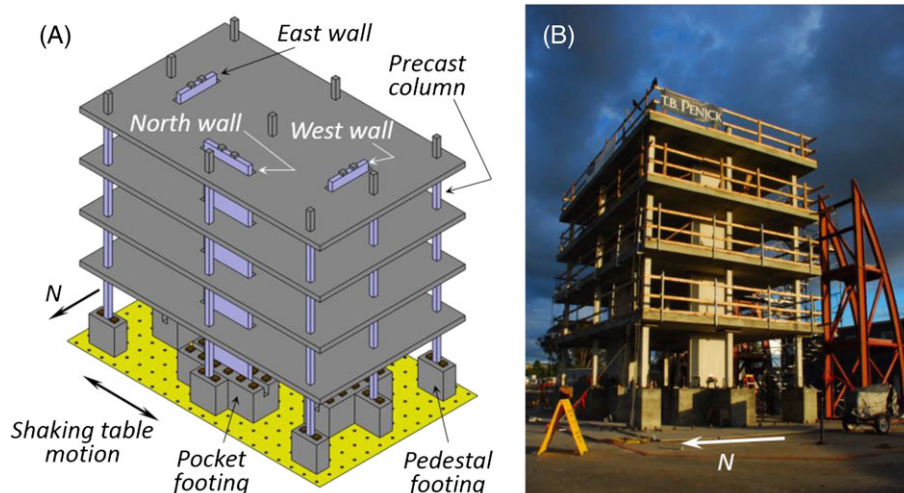 (A)
East wall
Precast
column
North wall
West wall
N
Shaking table
motion
Pocket
footing
Pedestal
footing
(B)
T.B. PENICK
N